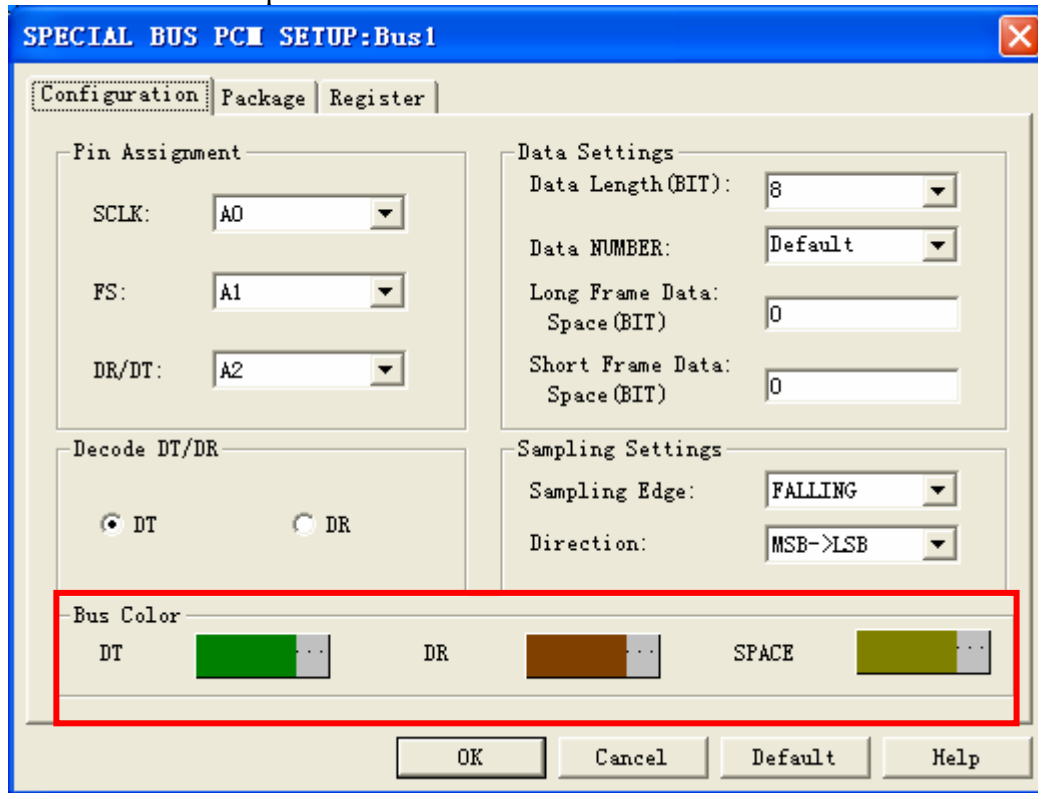 SPECIAL BUS PCM SETUP:Bus1
Configuration Package Register
Pin Assignment
SCLK: A0
FS: A1
DR/DT: A2
Data Settings
Data Length(BIT): 8
Data NUMBER: Default
Long Frame Data:
Space(BIT) 0
Short Frame Data:
Space(BIT) 0
Decode DT/DR
DT DR
Sampling Settings
Sampling Edge: FALLING
Direction: MSB->LSB
Bus Color
DT ... DR ... SPACE ...
OK Cancel Default Help